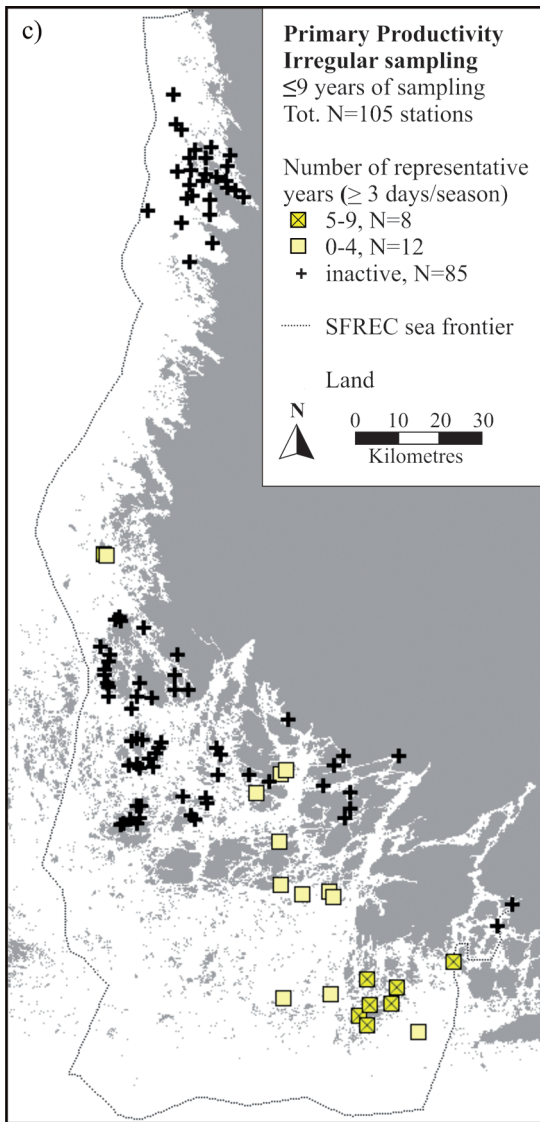 c)
Primary Productivity
Irregular sampling
≤9 years of sampling
Tot. N=105 stations
Number of representative
years (≥ 3 days/season)
5-9, N=8
0-4, N=12
inactive, N=85
SFREC sea frontier
Land
N
0 10 20 30
Kilometres